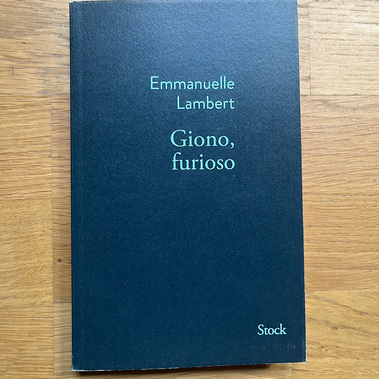 Emmanuelle
Lambert
Giono,
furioso
Stock